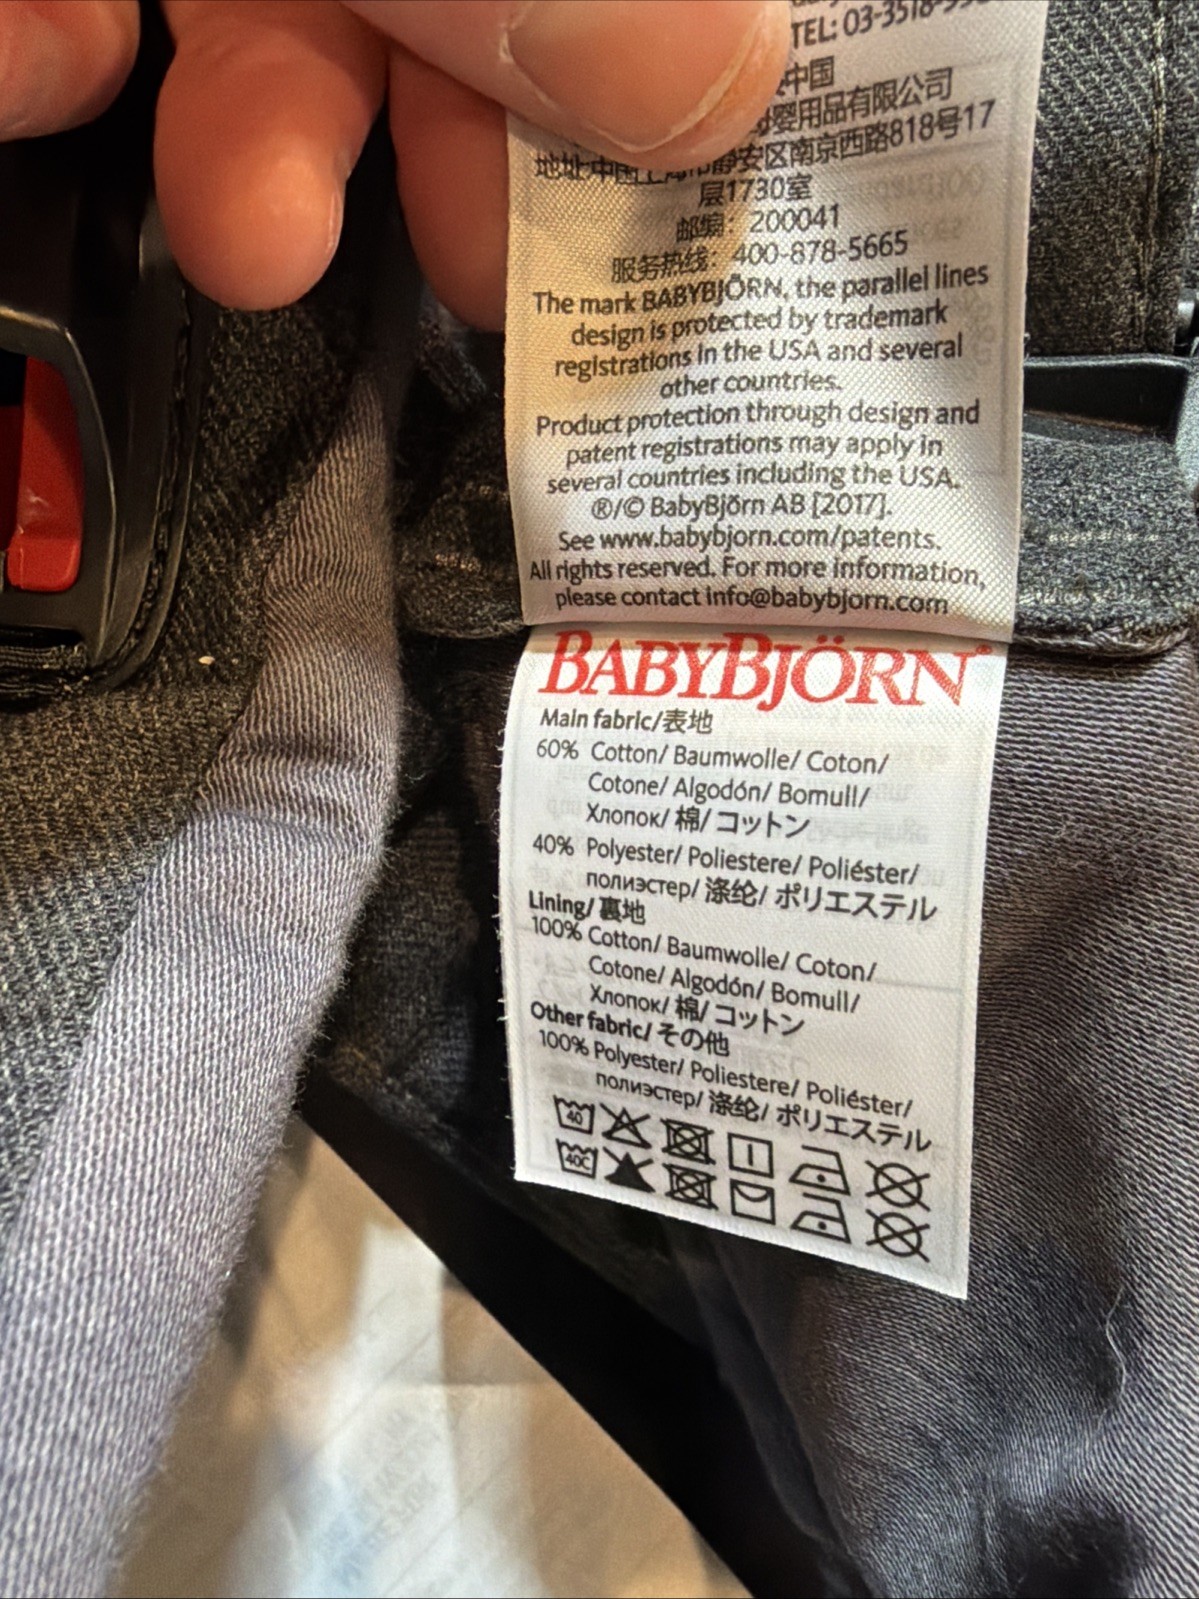 TEL: 03-3518-
中国
婴用品有限公司
地址:中国上海市静安区南京西路818号17
层1730室
邮编：200041
服务热线：400-878-5665
The mark BABYBJÖRN, the parallel lines
design is protected by trademark
registrations in the USA and several
other countries.
Product protection through design and
patent registrations may apply in
several countries including the USA.
®/© BabyBjörn AB [2017].
See www.babybjorn.com/patents.
All rights reserved. For more information,
please contact info@babybjorn.com
BABYBJÖRN®
Main fabric/表地
60% Cotton/ Baumwolle/ Coton/
Cotone/ Algodón/ Bomull/
Хлопок/ 棉/ コットン
40% Polyester/ Poliestere/ Poliéster/
полиэстер/ 涤纶/ ポリエステル
Lining/ 裏地
100% Cotton/ Baumwolle/ Coton/
Cotone/ Algodón/ Bomull/
Хлопок/ 棉/ コットン
Other fabric/ その他
100% Polyester/ Poliestere/ Poliéster/
полиэстер/ 涤纶/ ポリエステル
40
40C